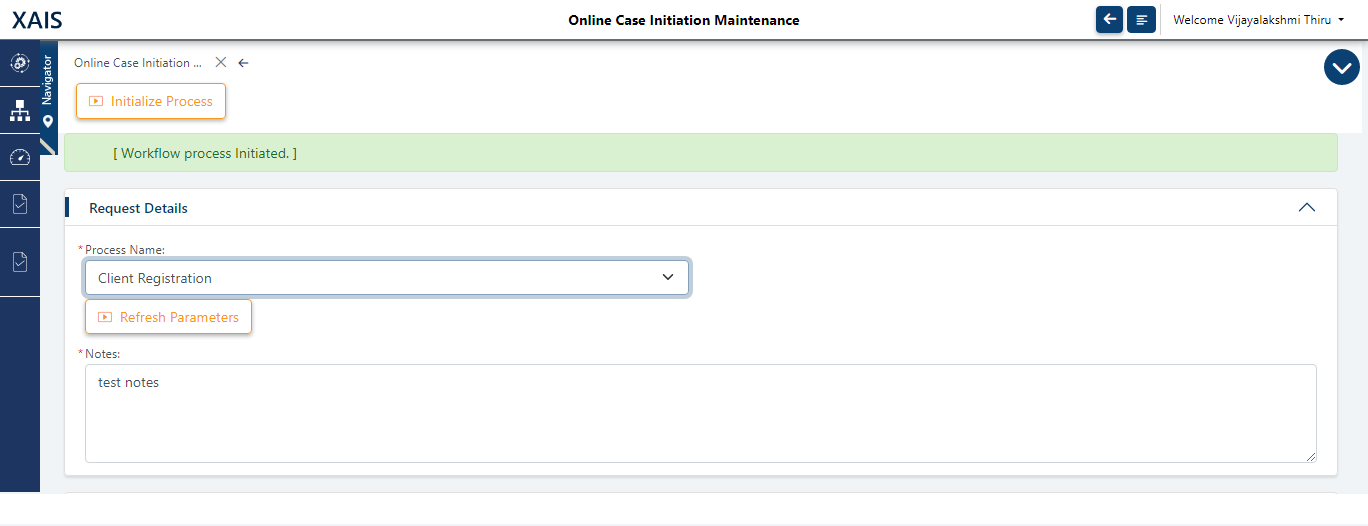 XAIS
Online Case Initiation Maintenance
Welcome Vijayalakshmi Thiru
Navigator
Online Case Initiation ...
Initialize Process
[ Workflow process Initiated. ]
Request Details
*Process Name:
Client Registration
Refresh Parameters
*Notes:
test notes